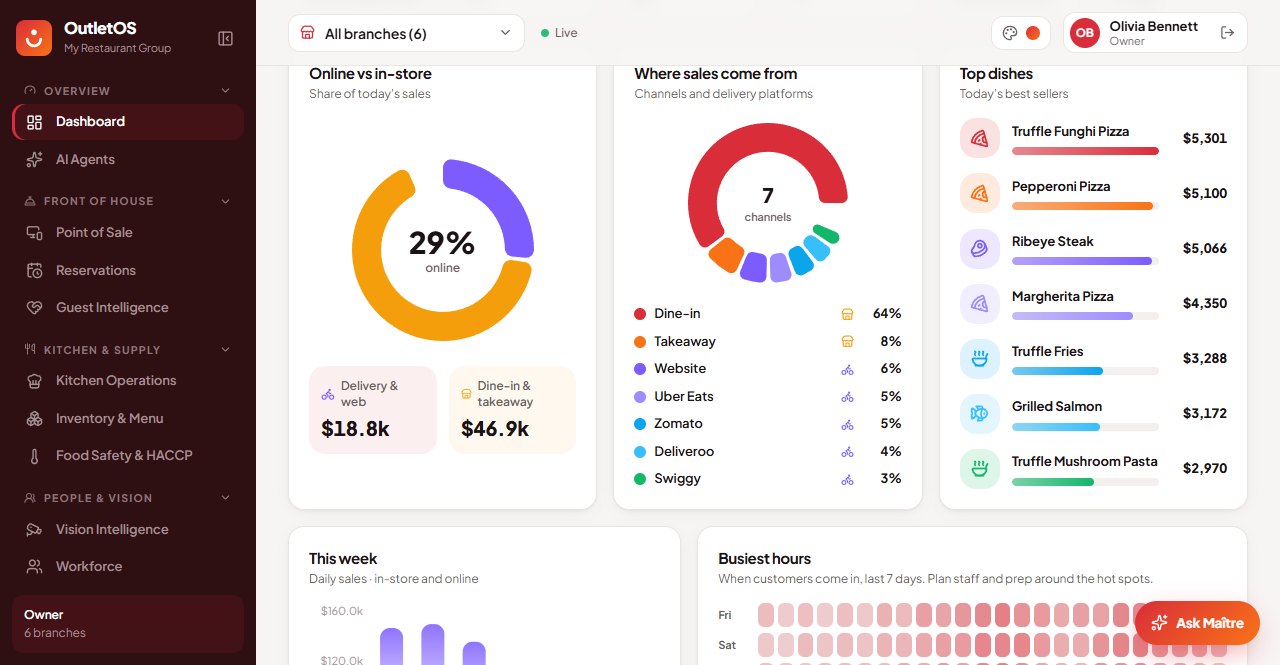 OutletOS
My Restaurant Group
OVERVIEW
Dashboard
AI Agents
FRONT OF HOUSE
Point of Sale
Reservations
Guest Intelligence
KITCHEN & SUPPLY
Kitchen Operations
Inventory & Menu
Food Safety & HACCP
PEOPLE & VISION
Vision Intelligence
Workforce
Owner
6 branches
All branches (6)
Live
OB
Olivia Bennett
Owner
Online vs in-store
Share of today's sales
29%
online
Delivery &
web
$18.8k
Dine-in &
takeaway
$46.9k
Where sales come from
Channels and delivery platforms
7
channels
Dine-in 64%
Takeaway 8%
Website 6%
Uber Eats 5%
Zomato 5%
Deliveroo 4%
Swiggy 3%
Top dishes
Today's best sellers
Truffle Funghi Pizza $5,301
Pepperoni Pizza $5,100
Ribeye Steak $5,066
Margherita Pizza $4,350
Truffle Fries $3,288
Grilled Salmon $3,172
Truffle Mushroom Pasta $2,970
This week
Daily sales · in-store and online
$160.0k
$120.0k
Busiest hours
When customers come in, last 7 days. Plan staff and prep around the hot spots.
Fri
Sat
Ask Maître